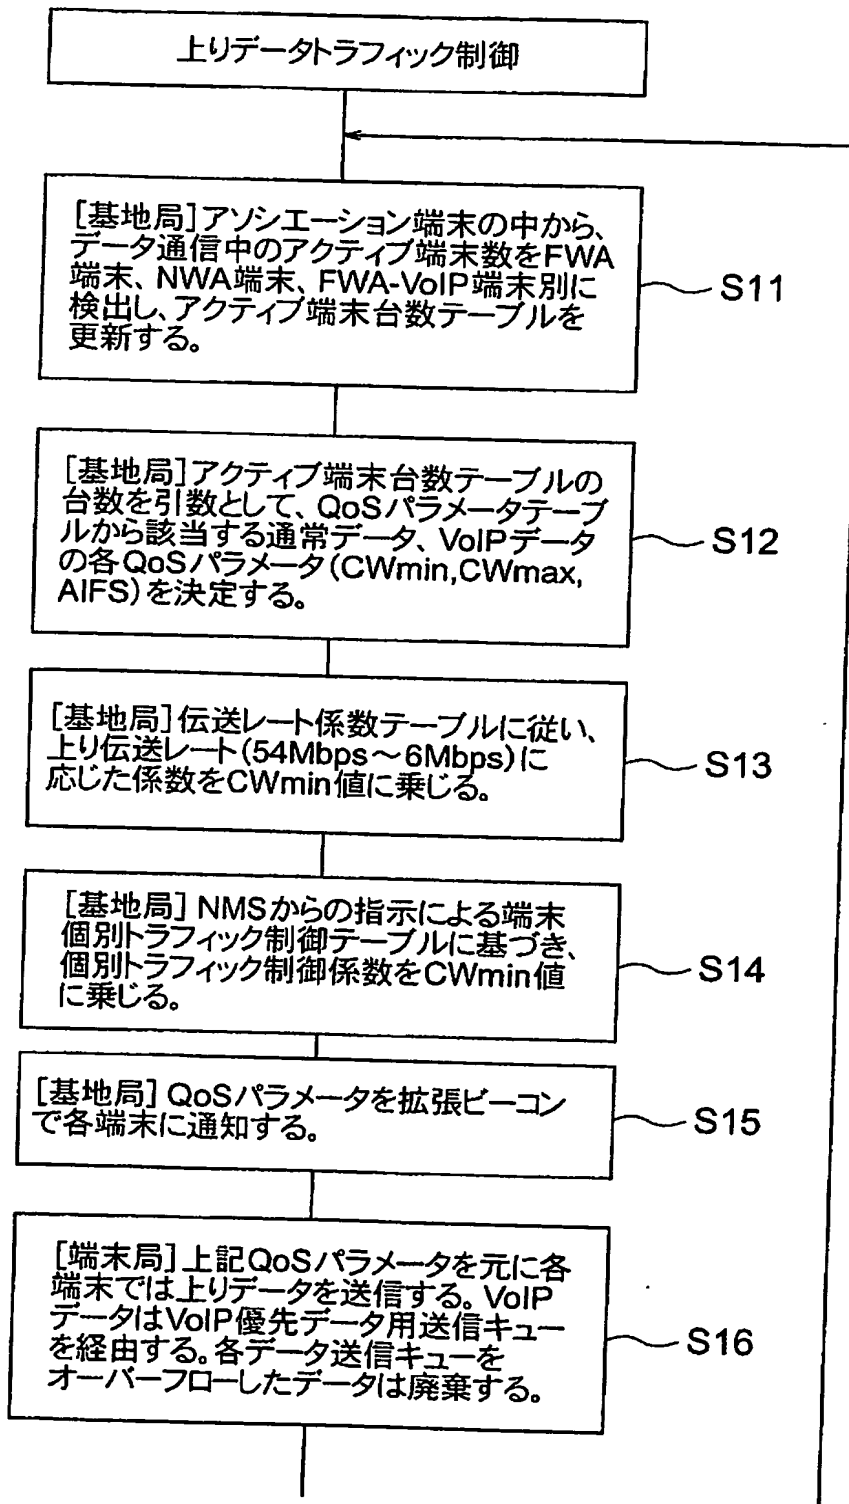 上りデータトラフィック制御
[基地局]アソシエーション端末の中から、
データ通信中のアクティブ端末数をFWA
端末、NWA端末、FWA-VoIP端末別に
検出し、アクティブ端末台数テーブルを
更新する。
S11
[基地局]アクティブ端末台数テーブルの
台数を引数として、QoSパラメータテーブ
ルから該当する通常データ、VoIPデータ
の各QoSパラメータ(CWmin,CWmax,
AIFS)を決定する。
S12
[基地局]伝送レート係数テーブルに従い、
上り伝送レート(54Mbps～6Mbps)に
応じた係数をCWmin値に乗じる。
S13
[基地局] NMSからの指示による端末
個別トラフィック制御テーブルに基づき、
個別トラフィック制御係数をCWmin値
に乗じる。
S14
[基地局] QoSパラメータを拡張ビーコン
で各端末に通知する。
S15
[端末局]上記QoSパラメータを元に各
端末では上りデータを送信する。VoIP
データはVoIP優先データ用送信キュー
を経由する。各データ送信キューを
オーバーフローしたデータは廃棄する。
S16